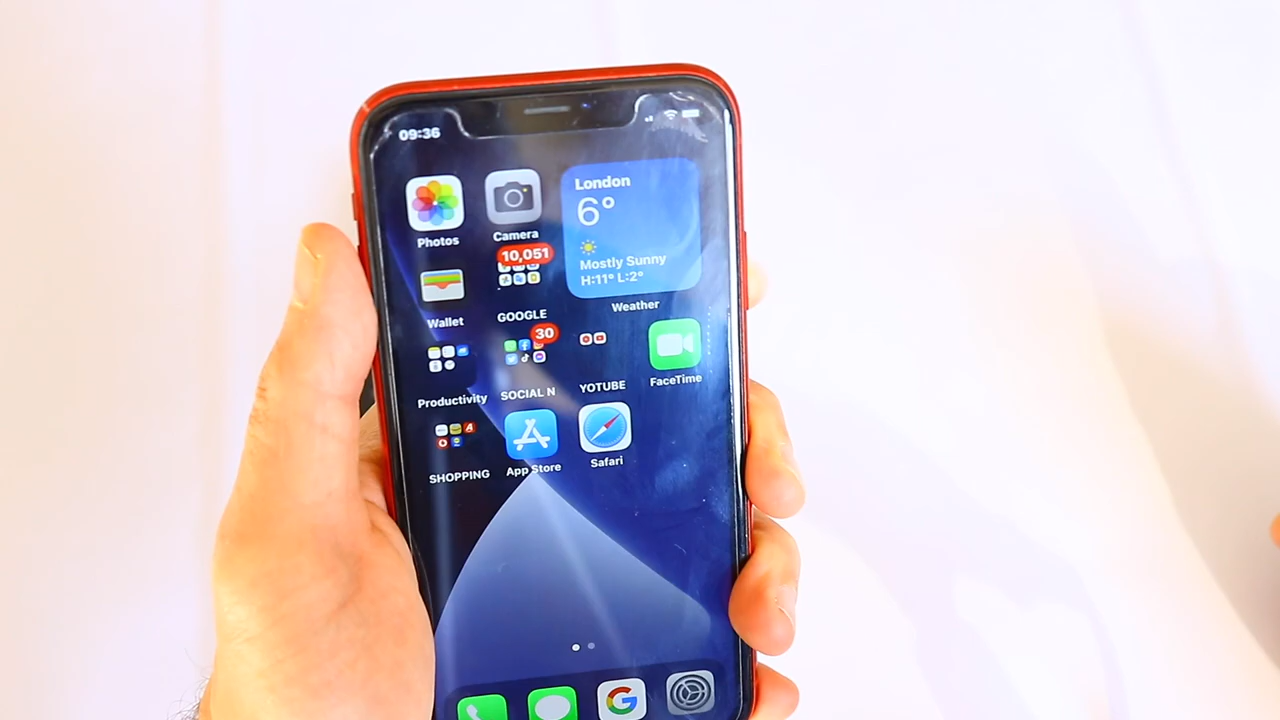 09:36
London
6°
Mostly Sunny
H:11° L:2°
Photos
Camera
10,051
Weather
Wallet
GOOGLE
30
FaceTime
Productivity
SOCIAL N
YOTUBE
SHOPPING
App Store
Safari
G